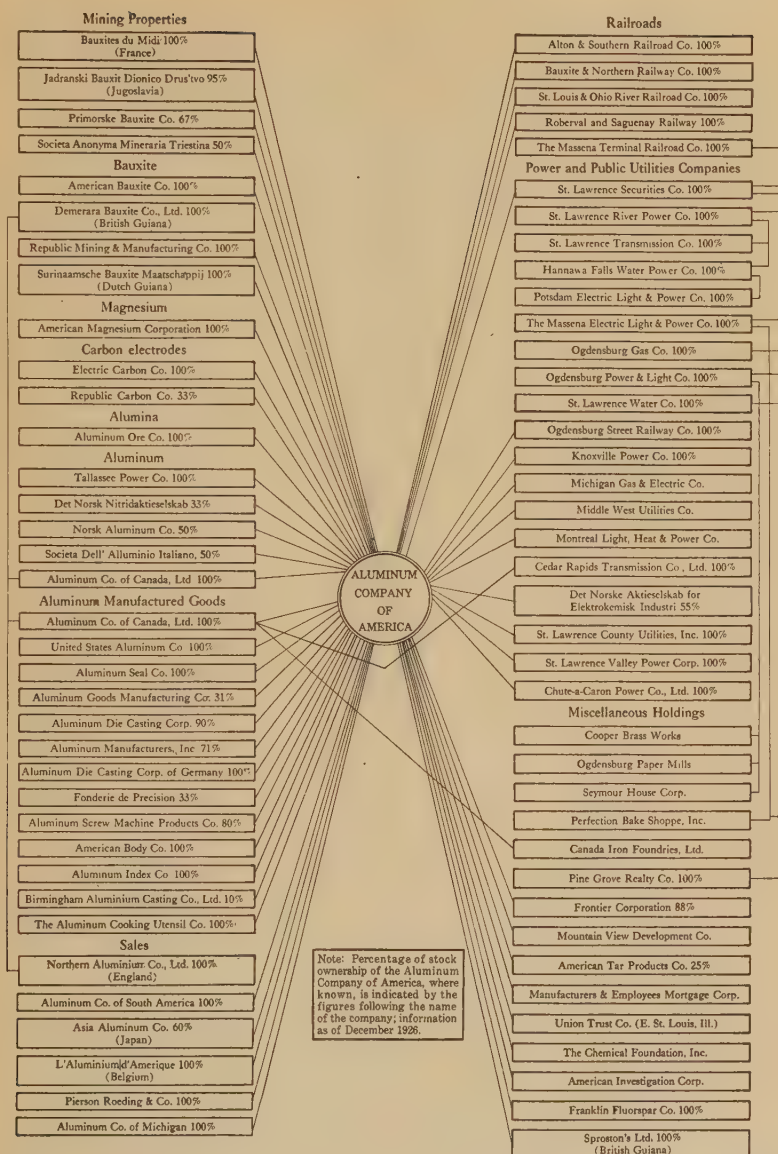 Mining Properties
Bauxites du Midi 100%
(France)
Jadranski Bauxit Dionico Drus'tvo 95%
(Jugoslavia)
Primorske Bauxite Co. 67%
Societa Anonyma Mineraria Triestina 50%
Bauxite
American Bauxite Co. 100%
Demerara Bauxite Co., Ltd. 100%
(British Guiana)
Republic Mining & Manufacturing Co. 100%
Surinaamsche Bauxite Maatschappij 100%
(Dutch Guiana)
Magnesium
American Magnesium Corporation 100%
Carbon electrodes
Electric Carbon Co. 100%
Republic Carbon Co. 33%
Alumina
Aluminum Ore Co. 100%
Aluminum
Tallassee Power Co. 100%
Det Norsk Nitridaktieselskab 33%
Norsk Aluminum Co. 50%
Societa Dell' Alluminio Italiano, 50%
Aluminum Co. of Canada, Ltd 100%
Aluminum Manufactured Goods
Aluminum Co. of Canada, Ltd. 100%
United States Aluminum Co 100%
Aluminum Seal Co. 100%
Aluminum Goods Manufacturing Co. 31%
Aluminum Die Casting Corp. 90%
Aluminum Manufacturers, Inc 71%
Aluminum Die Casting Corp. of Germany 100%
Fonderie de Precision 33%
Aluminum Screw Machine Products Co. 80%
American Body Co. 100%
Aluminum Index Co 100%
Birmingham Aluminium Casting Co., Ltd. 10%
The Aluminum Cooking Utensil Co. 100%
Sales
Northern Aluminium Co., Ltd. 100%
(England)
Aluminum Co. of South America 100%
Asia Aluminum Co. 60%
(Japan)
L'Aluminium d'Amerique 100%
(Belgium)
Pierson Roeding & Co. 100%
Aluminum Co. of Michigan 100%
ALUMINUM
COMPANY
OF
AMERICA
Note: Percentage of stock
ownership of the Aluminum
Company of America, where
known, is indicated by the
figures following the name
of the company; information
as of December 1926.
Railroads
Alton & Southern Railroad Co. 100%
Bauxite & Northern Railway Co. 100%
St. Louis & Ohio River Railroad Co. 100%
Roberval and Saguenay Railway 100%
The Massena Terminal Railroad Co. 100%
Power and Public Utilities Companies
St. Lawrence Securities Co. 100%
St. Lawrence River Power Co. 100%
St. Lawrence Transmission Co. 100%
Hannawa Falls Water Power Co. 100%
Potsdam Electric Light & Power Co. 100%
The Massena Electric Light & Power Co. 100%
Ogdensburg Gas Co. 100%
Ogdensburg Power & Light Co. 100%
St. Lawrence Water Co. 100%
Ogdensburg Street Railway Co. 100%
Knoxville Power Co. 100%
Michigan Gas & Electric Co.
Middle West Utilities Co.
Montreal Light, Heat & Power Co.
Cedar Rapids Transmission Co., Ltd. 100%
Det Norske Aktieselskab for
Elektrokemisk Industri 55%
St. Lawrence County Utilities, Inc. 100%
St. Lawrence Valley Power Corp. 100%
Chute-a-Caron Power Co., Ltd. 100%
Miscellaneous Holdings
Cooper Brass Works
Ogdensburg Paper Mills
Seymour House Corp.
Perfection Bake Shoppe, Inc.
Canada Iron Foundries, Ltd.
Pine Grove Realty Co. 100%
Frontier Corporation 88%
Mountain View Development Co.
American Tar Products Co. 25%
Manufacturers & Employees Mortgage Corp.
Union Trust Co. (E. St. Louis, Ill.)
The Chemical Foundation, Inc.
American Investigation Corp.
Franklin Fluorspar Co. 100%
Sproston's Ltd. 100%
(British Guiana)